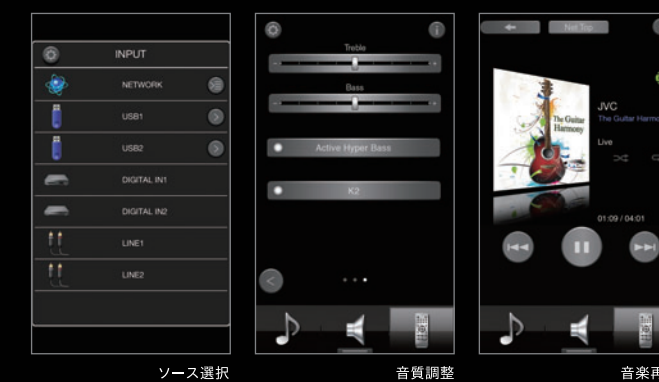 INPUT
NETWORK
USB1
USB2
DIGITAL IN1
DIGITAL IN2
LINE1
LINE2
ソース選択
Treble
Bass
Active Hyper Bass
K2
音質調整
Net Top
The Guitar
Harmony
JVC
The Guitar Harmo
Live
01:09 / 04:01
音楽再